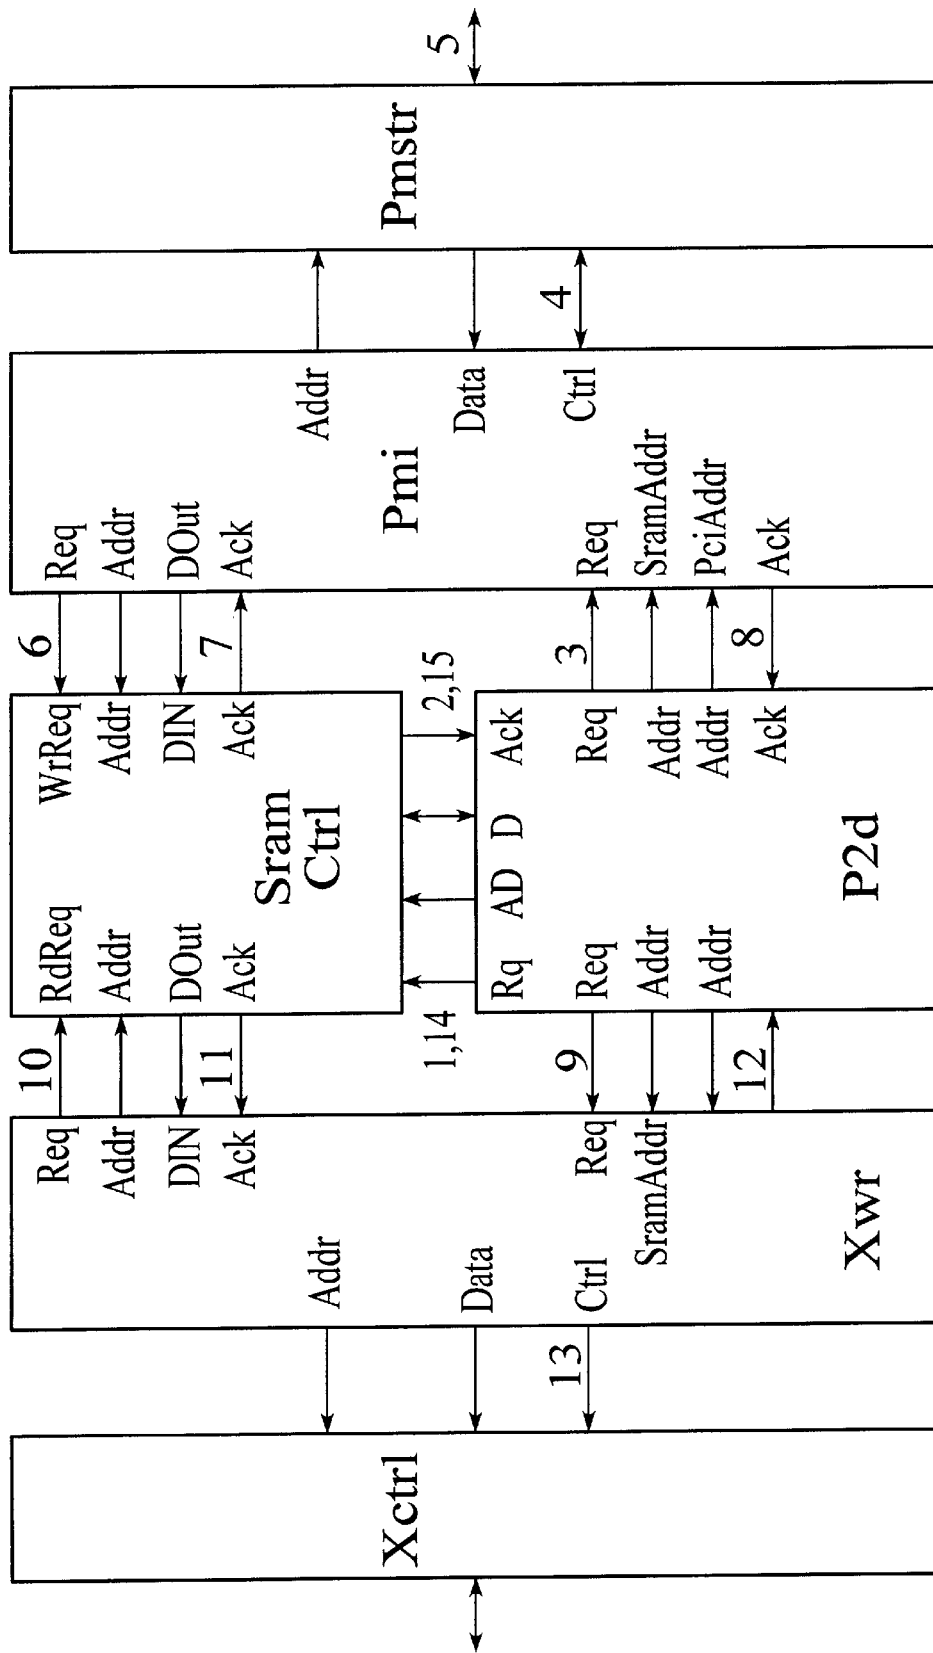 5
Pmstr
4
Addr
Data
Ctrl
Pmi
Req
Addr
DOut
Ack
Req
SramAddr
PciAddr
Ack
6
7
3
8
2,15
WrReq
Addr
DIN
Ack
Sram
Ctrl
RdReq
Addr
DOut
Ack
Ack
D
AD
Rq
Req
Addr
Addr
Ack
P2d
Req
Addr
Addr
1,14
10
11
9
12
Req
Addr
DIN
Ack
Req
SramAddr
Xwr
Addr
Data
Ctrl
13
Xctrl